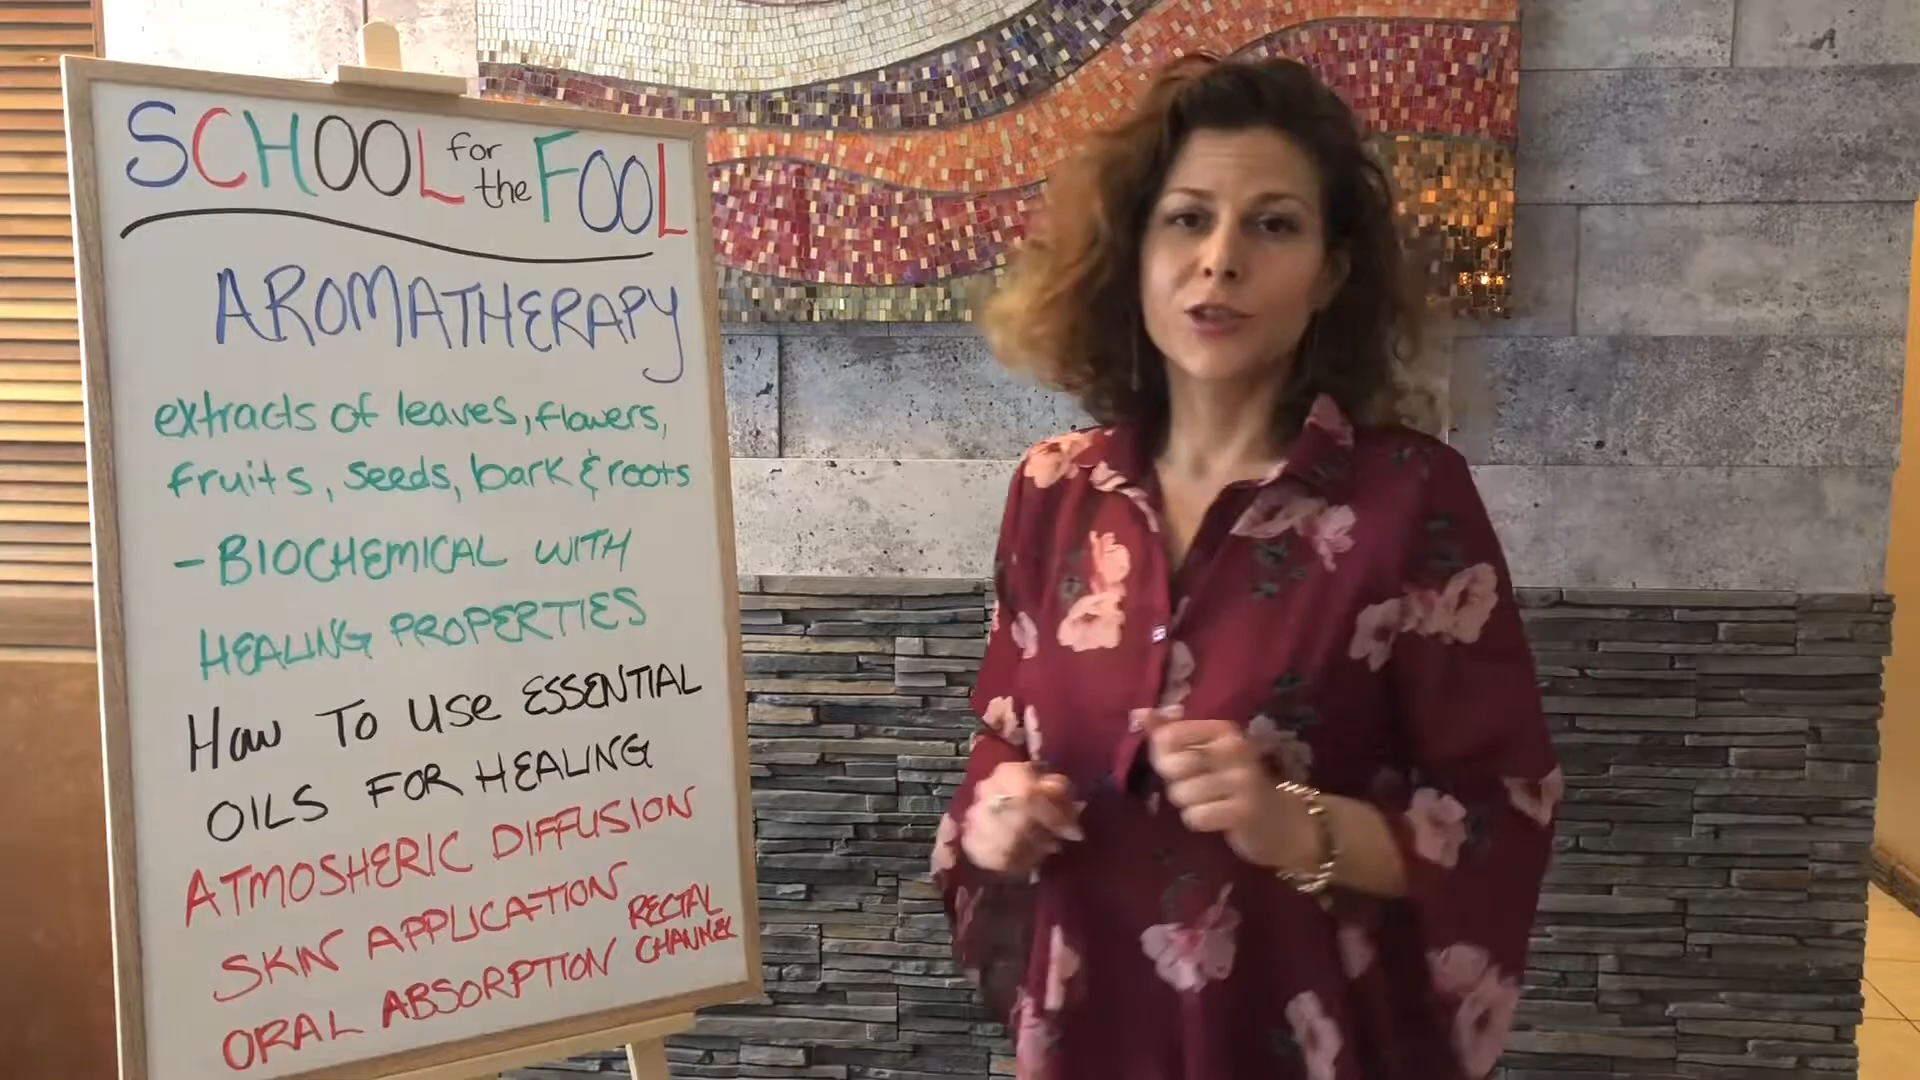 SCHOOL for the FOOL
AROMATHERAPY
extracts of leaves, flowers,
fruits, seeds, bark & roots
- BIOCHEMICAL WITH
HEALING PROPERTIES
How To Use ESSENTIAL
OILS FOR HEALING
ATMOSHERIC DIFFUSION
SKIN APPLICATION
ORAL ABSORPTION
RECTAL
CHANNEL